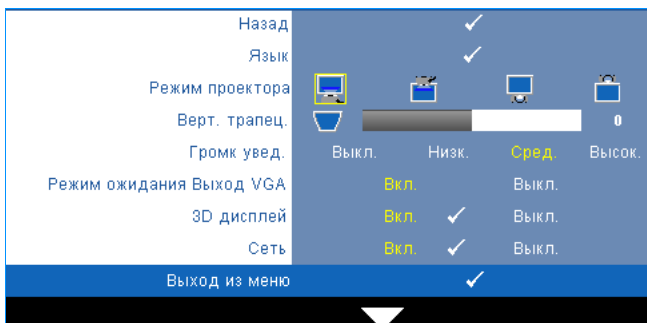 Назад
Язык
Режим проектора
Верт. трапец. 0
Громк увед. Выкл. Низк. Сред. Высок.
Режим ожидания Выход VGA Вкл. Выкл.
3D дисплей Вкл. Выкл.
Сеть Вкл. Выкл.
Выход из меню